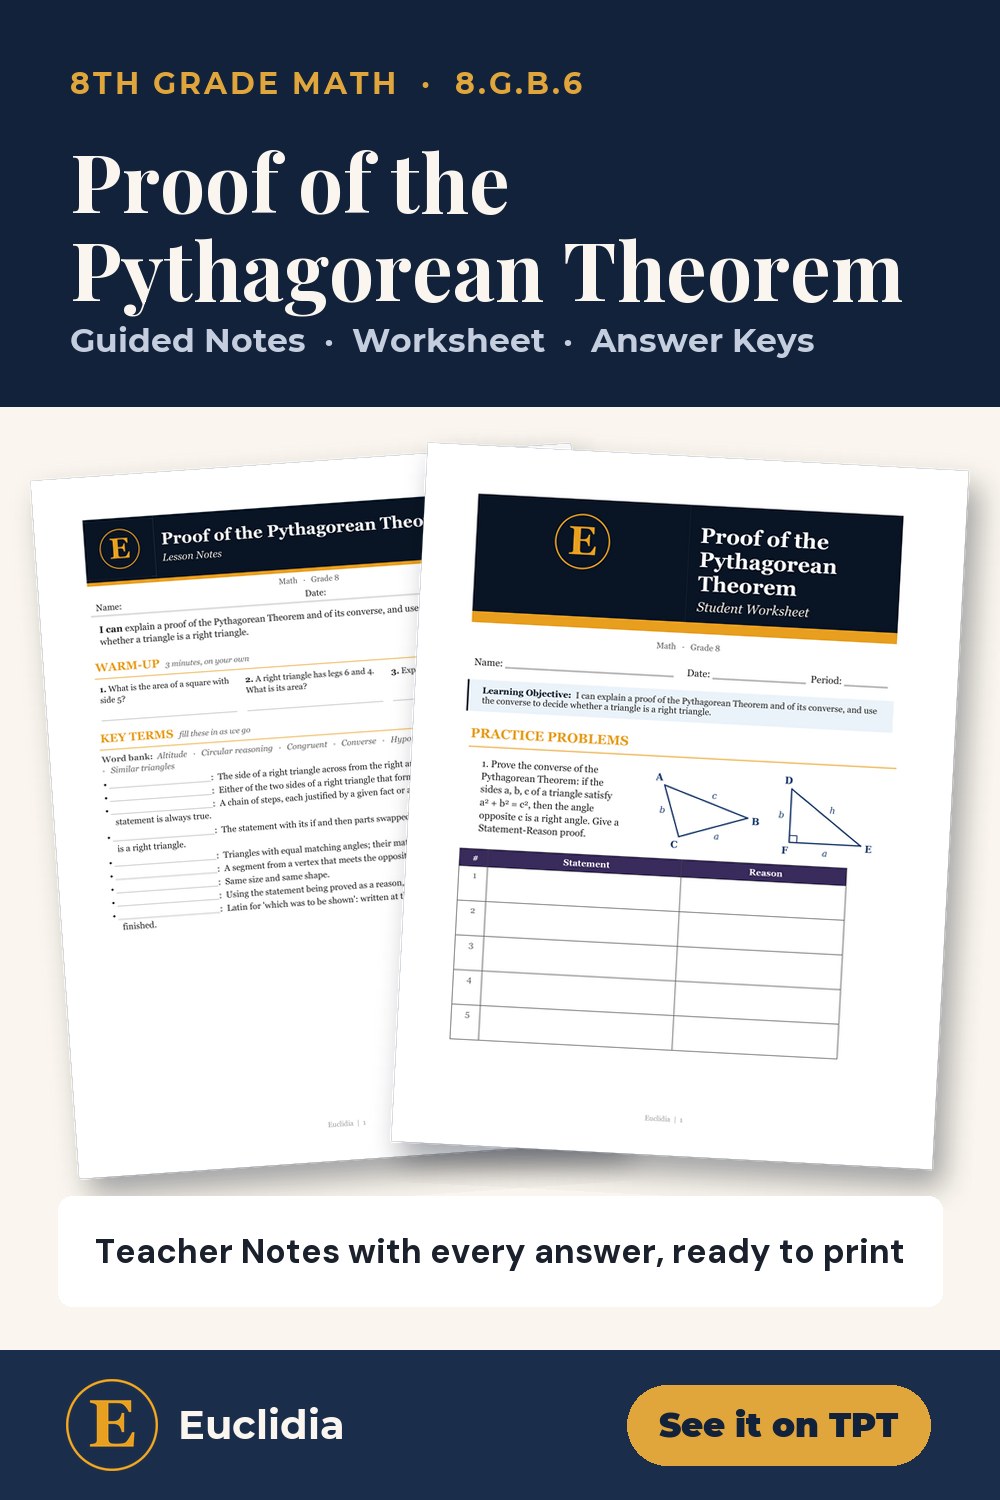 8TH GRADE MATH · 8.G.B.6
Proof of the
Pythagorean Theorem
Guided Notes · Worksheet · Answer Keys
E
Proof of the Pythagorean Theo
Lesson Notes
Math · Grade 8
Name:
Date:
I can explain a proof of the Pythagorean Theorem and of its converse, and use
whether a triangle is a right triangle.
WARM-UP 3 minutes, on your own
1. What is the area of a square with
side 5?
2. A right triangle has legs 6 and 4.
What is its area?
3. Exp
KEY TERMS fill these in as we go
Word bank: Altitude · Circular reasoning · Congruent · Converse · Hypo
· Similar triangles
• : The side of a right triangle across from the right an
• : Either of the two sides of a right triangle that form
• : A chain of steps, each justified by a given fact or a
statement is always true.
• : The statement with its if and then parts swapped
is a right triangle.
• : Triangles with equal matching angles; their mat
• : A segment from a vertex that meets the opposit
• : Same size and same shape.
• : Using the statement being proved as a reason,
• : Latin for 'which was to be shown': written at t
finished.
Euclidia | 1
E
Proof of the
Pythagorean
Theorem
Student Worksheet
Math · Grade 8
Name:
Date:
Period:
Learning Objective: I can explain a proof of the Pythagorean Theorem and of its converse, and use
the converse to decide whether a triangle is a right triangle.
PRACTICE PROBLEMS
1. Prove the converse of the
Pythagorean Theorem: if the
sides a, b, c of a triangle satisfy
a² + b² = c², then the angle
opposite c is a right angle. Give a
Statement-Reason proof.
A
b
c
B
C
a
D
b
h
F
a
E
# Statement Reason
1
2
3
4
5
Euclidia | 1
Teacher Notes with every answer, ready to print
E
Euclidia
See it on TPT